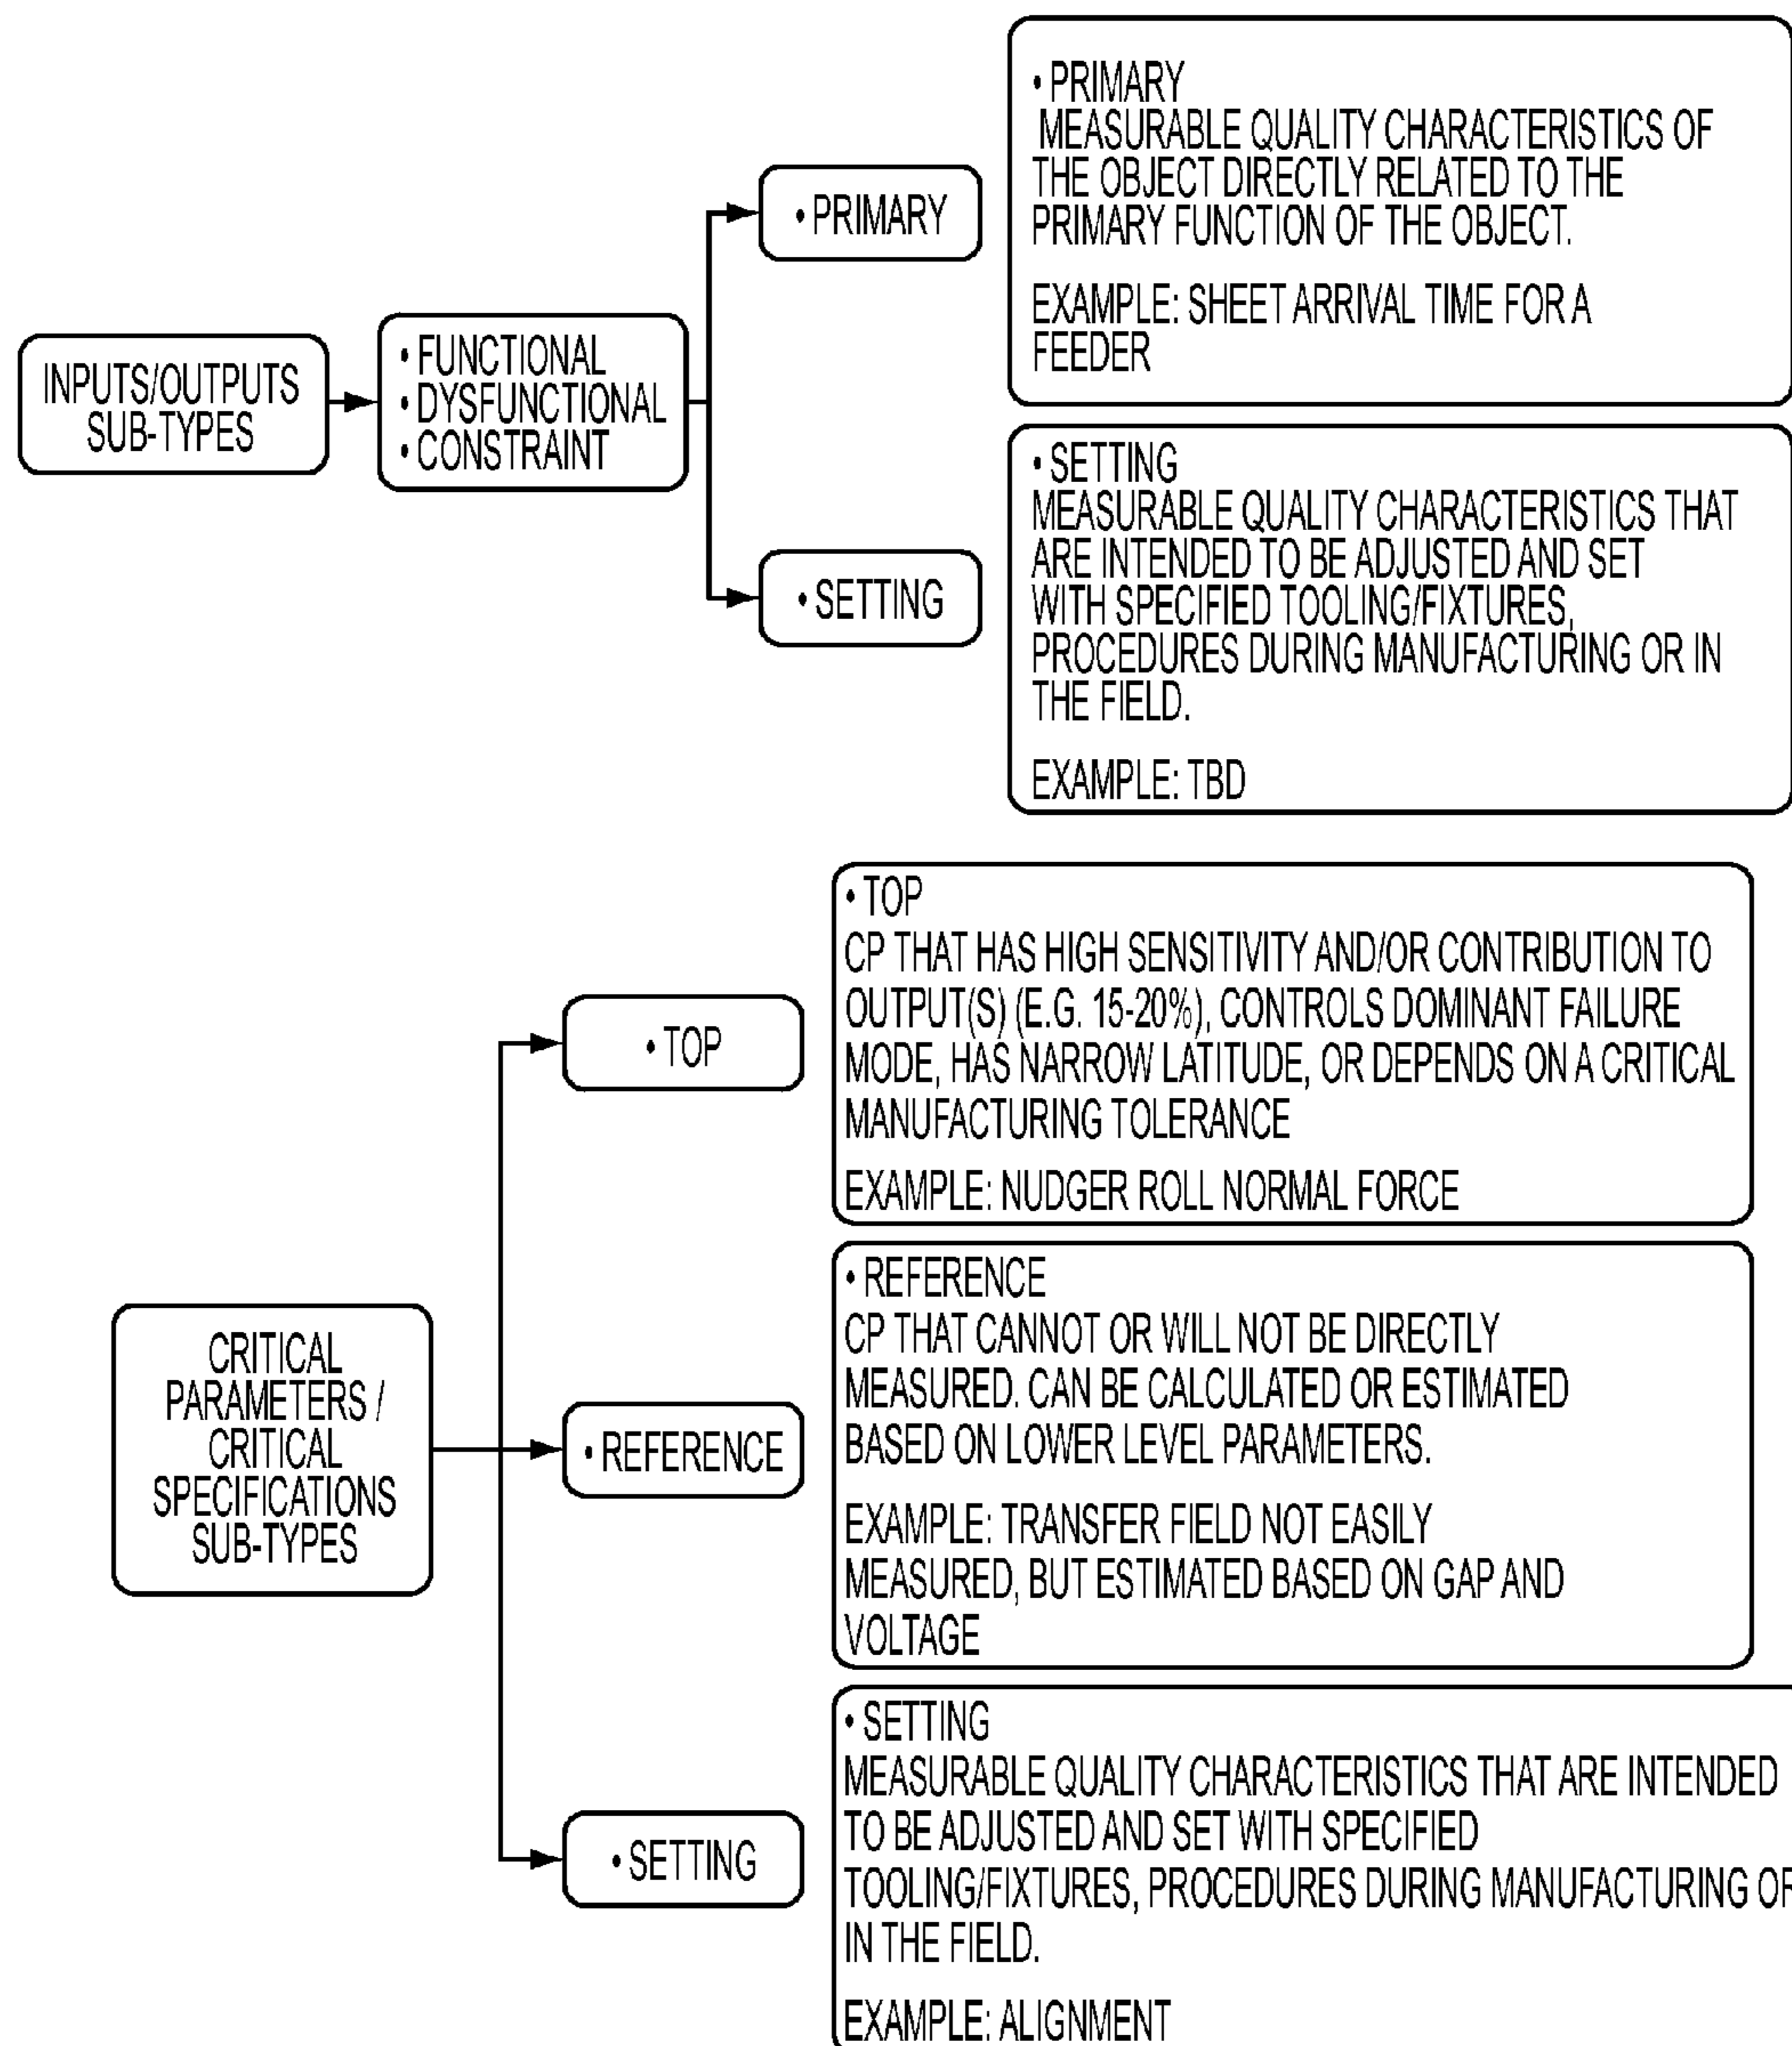 INPUTS/OUTPUTS
SUB-TYPES
• FUNCTIONAL
• DYSFUNCTIONAL
• CONSTRAINT
• PRIMARY
• PRIMARY
MEASURABLE QUALITY CHARACTERISTICS OF
THE OBJECT DIRECTLY RELATED TO THE
PRIMARY FUNCTION OF THE OBJECT.
EXAMPLE: SHEET ARRIVAL TIME FOR A
FEEDER
• SETTING
• SETTING
MEASURABLE QUALITY CHARACTERISTICS THAT
ARE INTENDED TO BE ADJUSTED AND SET
WITH SPECIFIED TOOLING/FIXTURES,
PROCEDURES DURING MANUFACTURING OR IN
THE FIELD.
EXAMPLE: TBD
CRITICAL
PARAMETERS /
CRITICAL
SPECIFICATIONS
SUB-TYPES
• TOP
• TOP
CP THAT HAS HIGH SENSITIVITY AND/OR CONTRIBUTION TO
OUTPUT(S) (E.G. 15-20%), CONTROLS DOMINANT FAILURE
MODE, HAS NARROW LATITUDE, OR DEPENDS ON A CRITICAL
MANUFACTURING TOLERANCE
EXAMPLE: NUDGER ROLL NORMAL FORCE
• REFERENCE
• REFERENCE
CP THAT CANNOT OR WILL NOT BE DIRECTLY
MEASURED. CAN BE CALCULATED OR ESTIMATED
BASED ON LOWER LEVEL PARAMETERS.
EXAMPLE: TRANSFER FIELD NOT EASILY
MEASURED, BUT ESTIMATED BASED ON GAP AND
VOLTAGE
• SETTING
• SETTING
MEASURABLE QUALITY CHARACTERISTICS THAT ARE INTENDED
TO BE ADJUSTED AND SET WITH SPECIFIED
TOOLING/FIXTURES, PROCEDURES DURING MANUFACTURING OR
IN THE FIELD.
EXAMPLE: ALIGNMENT